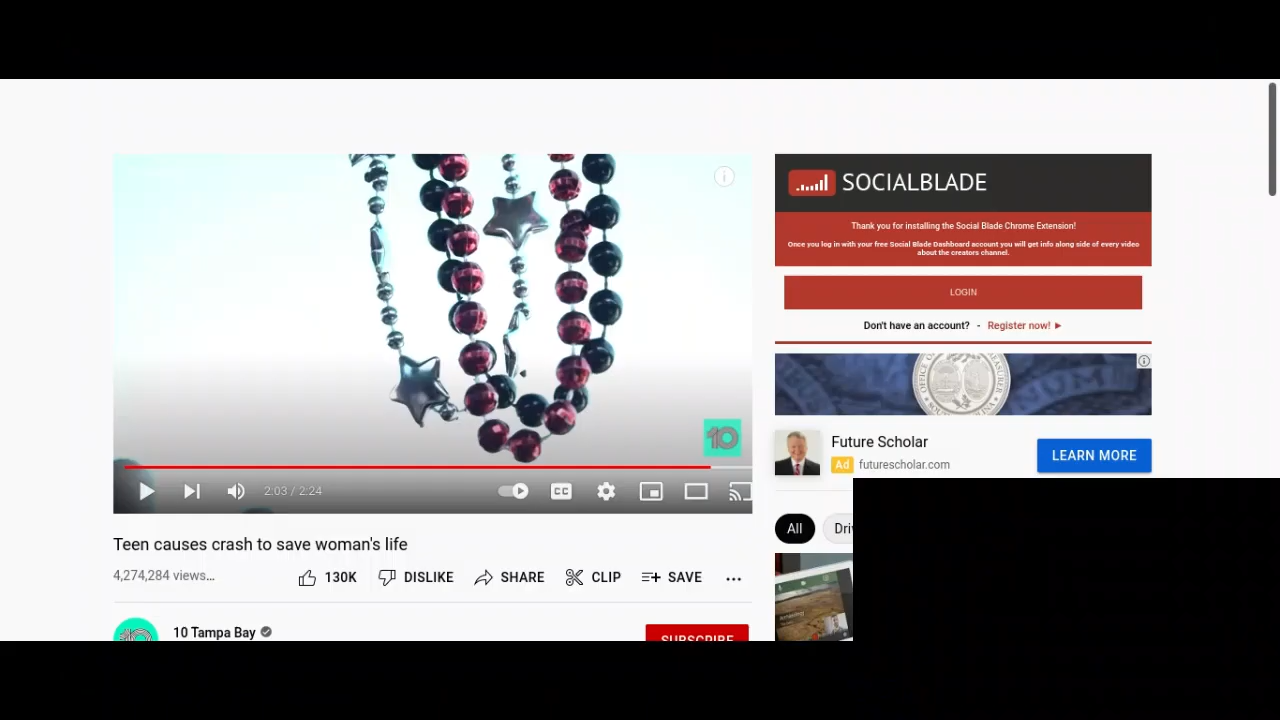 SOCIALBLADE
Thank you for installing the Social Blade Chrome Extension!
Once you log in with your free Social Blade Dashboard account you will get info along side of every video
about the creators channel.
LOGIN
Don't have an account? - Register now! ►
10
2:03 / 2:24
CC
Future Scholar
Ad futurescholar.com
LEARN MORE
All
Teen causes crash to save woman's life
4,274,284 views...
130K
DISLIKE
SHARE
CLIP
SAVE
10 Tampa Bay
SUBSCRIBE